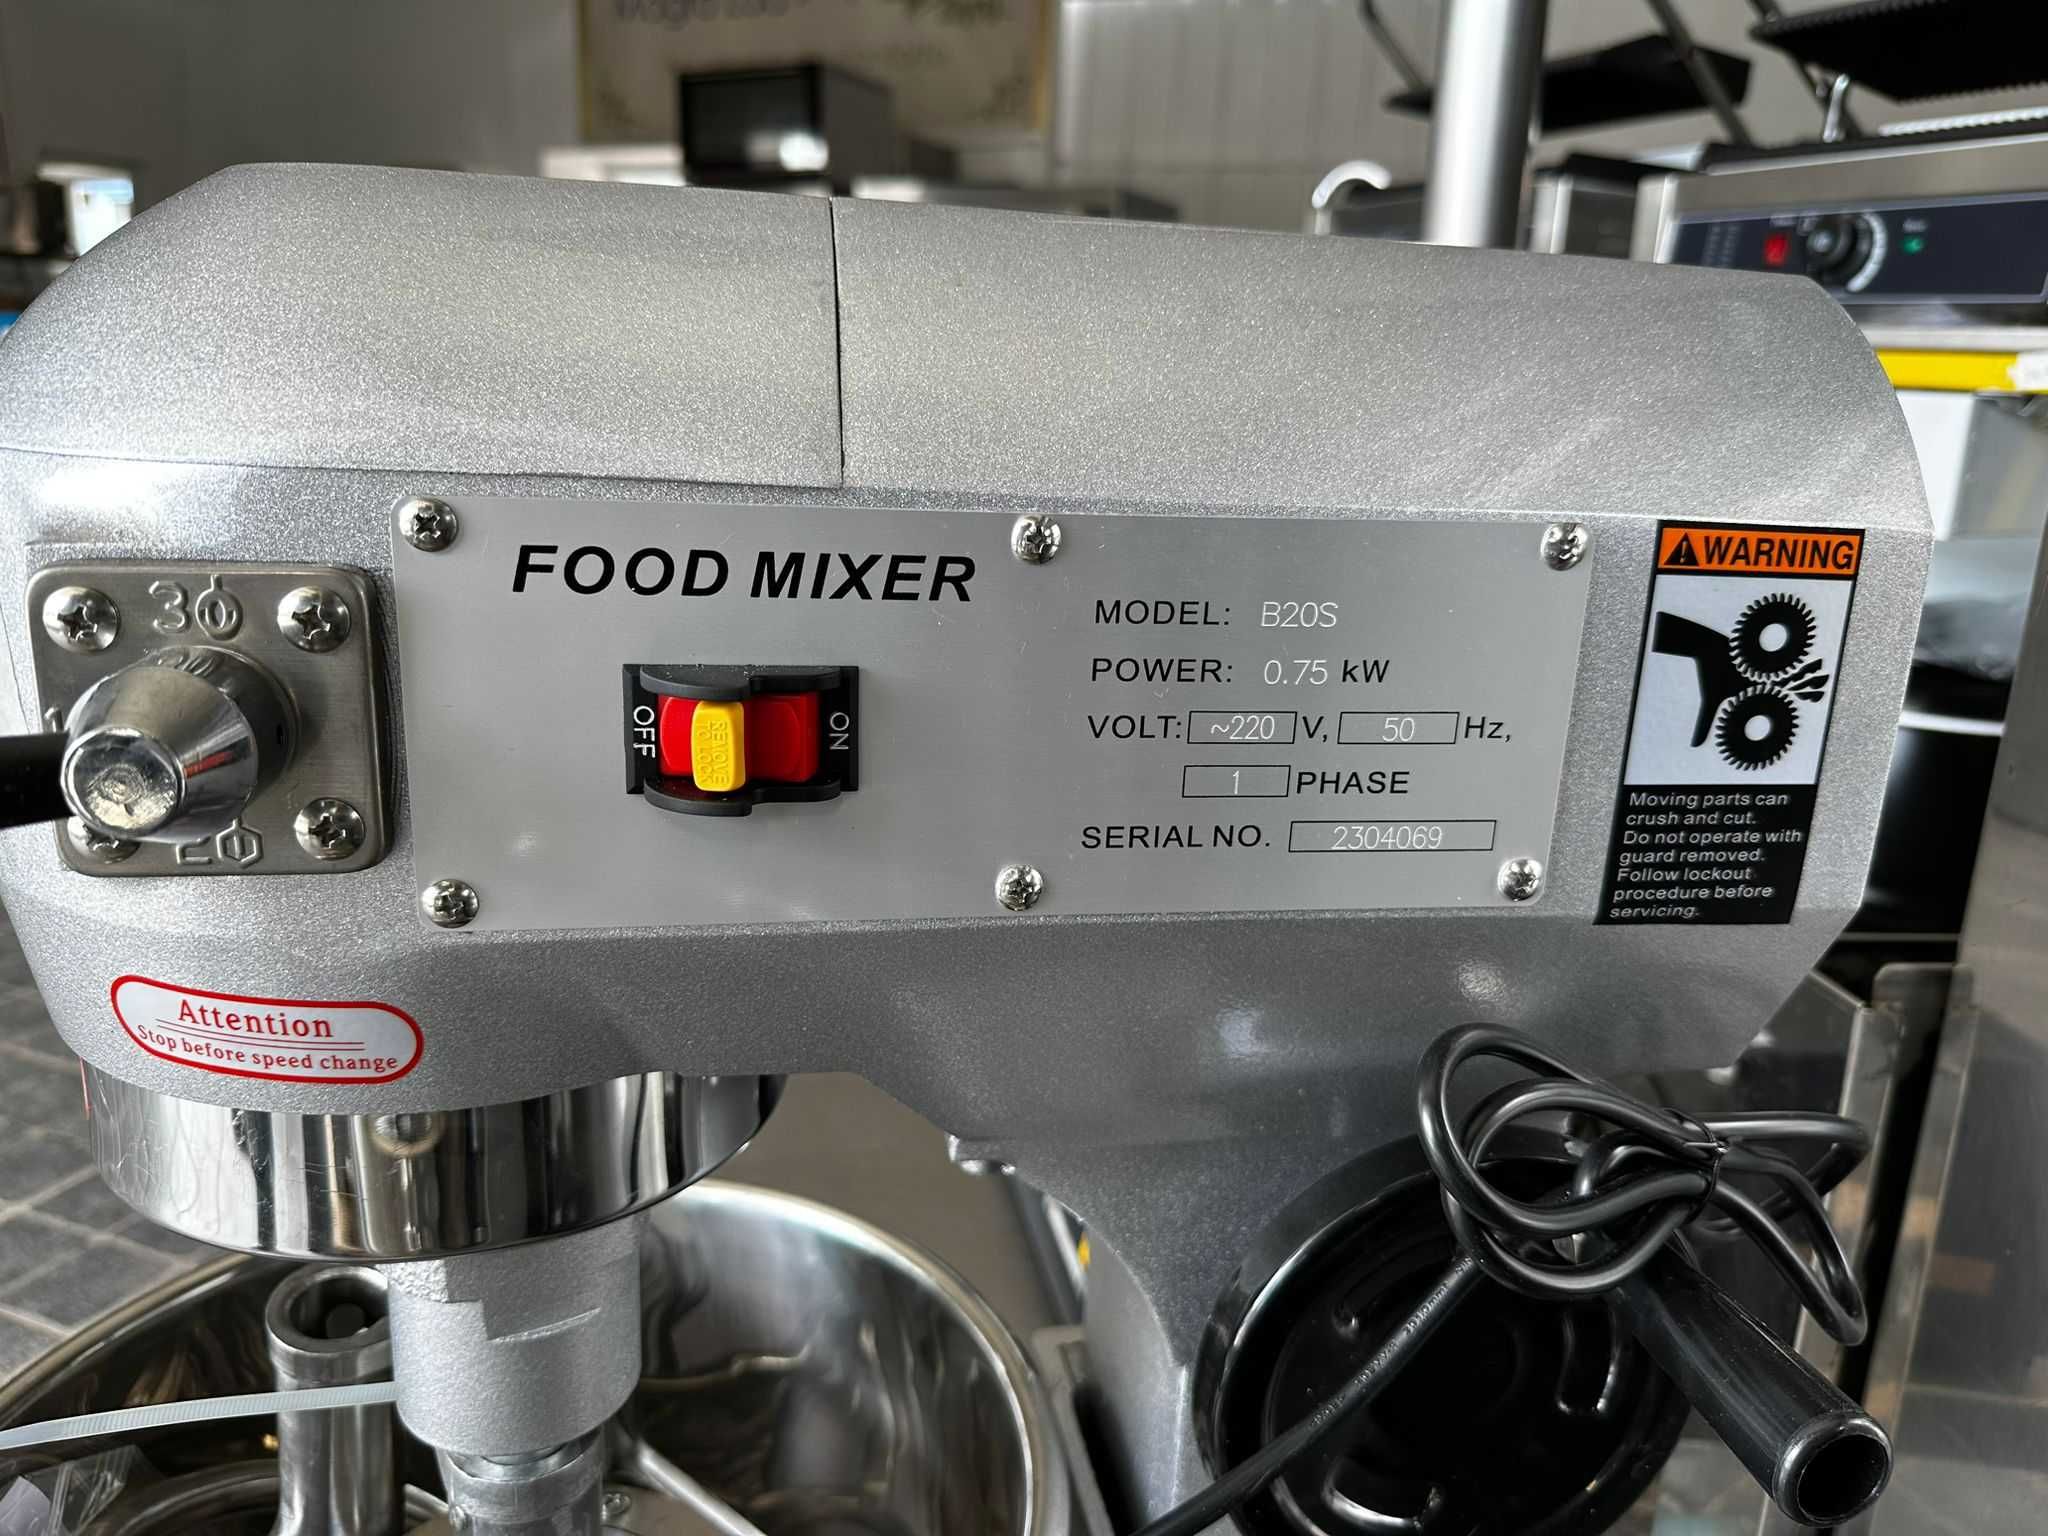 FOOD MIXER
OFF
REMOVE
TO LOCK
ON
MODEL: B20S
POWER: 0.75 kW
VOLT: ~220 V, 50 Hz,
1 PHASE
SERIAL NO. 2304069
WARNING
Moving parts can
crush and cut.
Do not operate with
guard removed.
Follow lockout
procedure before
servicing.
30
1
20
Attention
Stop before speed change